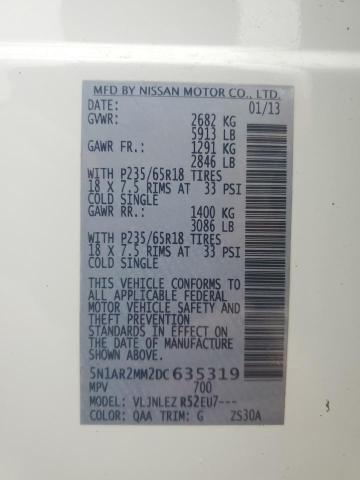 MFD BY NISSAN MOTOR CO., LTD.
DATE: 01/13
GVWR: 2682 KG
5913 LB
GAWR FR.: 1291 KG
2846 LB
WITH P235/65R18 TIRES
18 X 7.5 RIMS AT 33 PSI
COLD SINGLE
GAWR RR.: 1400 KG
3086 LB
WITH P235/65R18 TIRES
18 X 7.5 RIMS AT 33 PSI
COLD SINGLE
THIS VEHICLE CONFORMS TO
ALL APPLICABLE FEDERAL
MOTOR VEHICLE SAFETY AND
THEFT PREVENTION
STANDARDS IN EFFECT ON
THE DATE OF MANUFACTURE
SHOWN ABOVE.
5N1AR2MM2DC635319
MPV 700
MODEL: VLJNLEZ R52EU7---
COLOR: QAA TRIM: G ZS30A